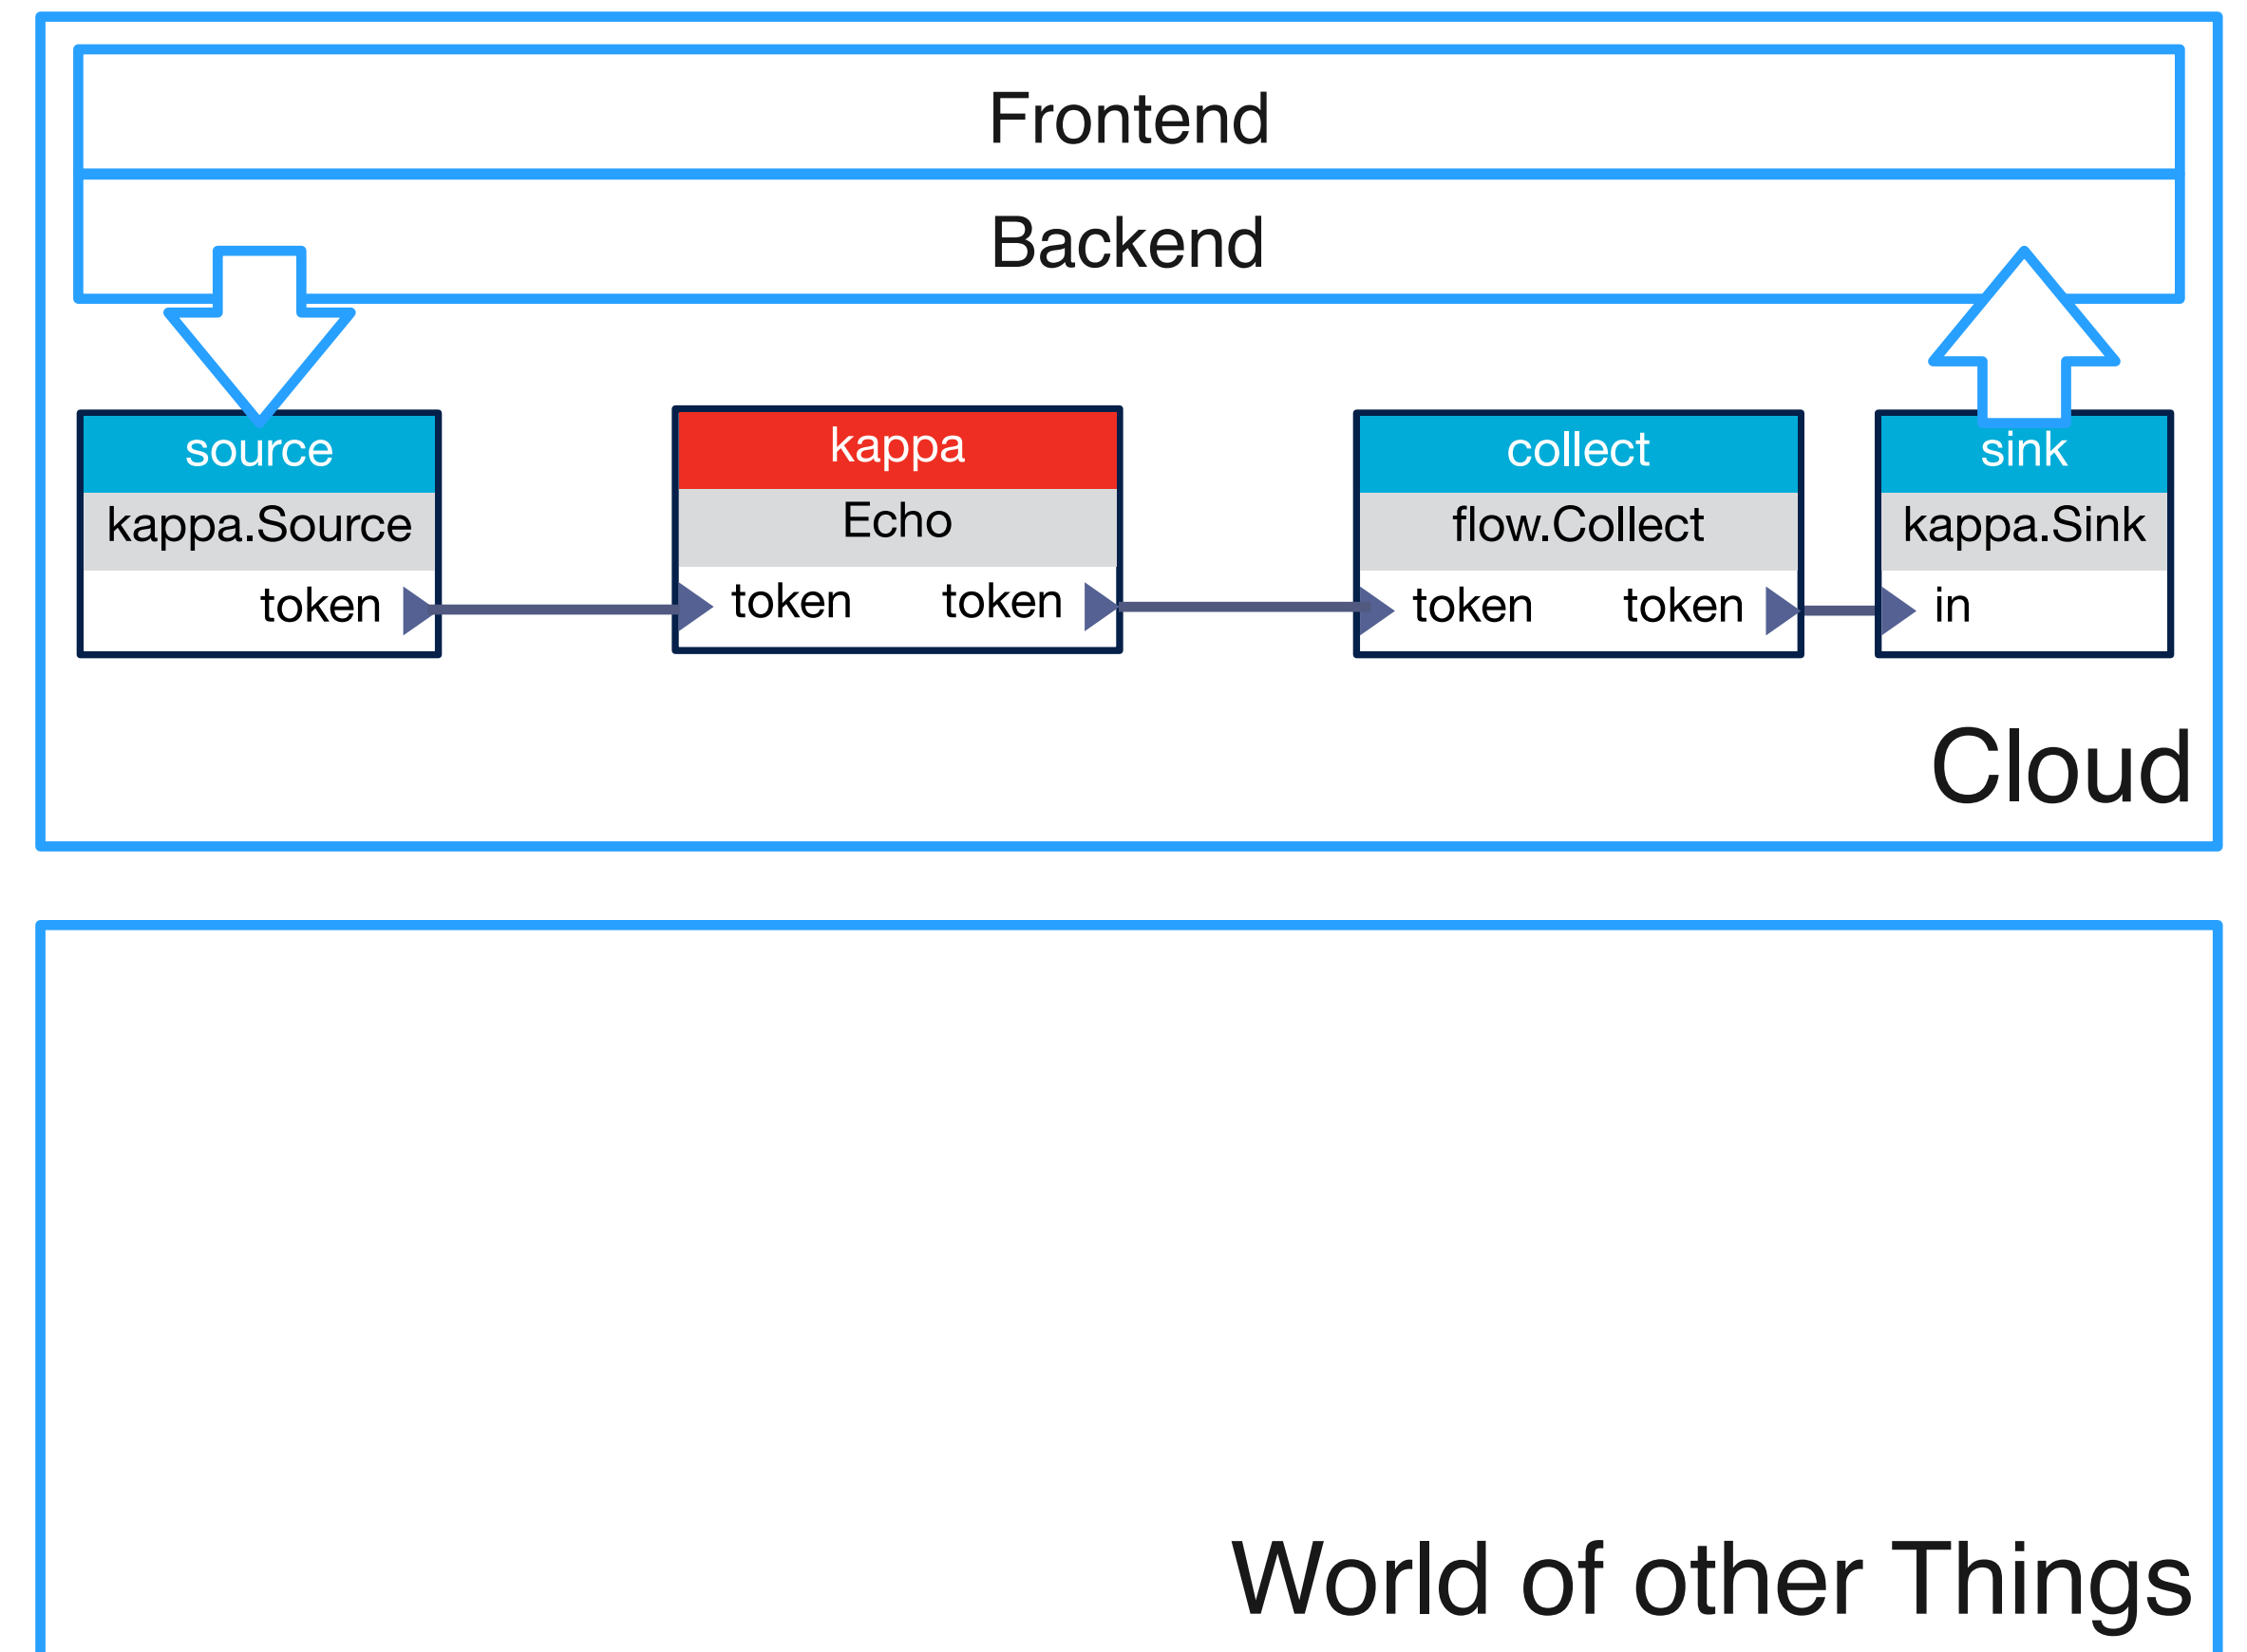 Frontend
Backend
source
kappa.Source
token
kappa
Echo
token token
collect
flow.Collect
token token
sink
kappa.Sink
in
Cloud
World of other Things